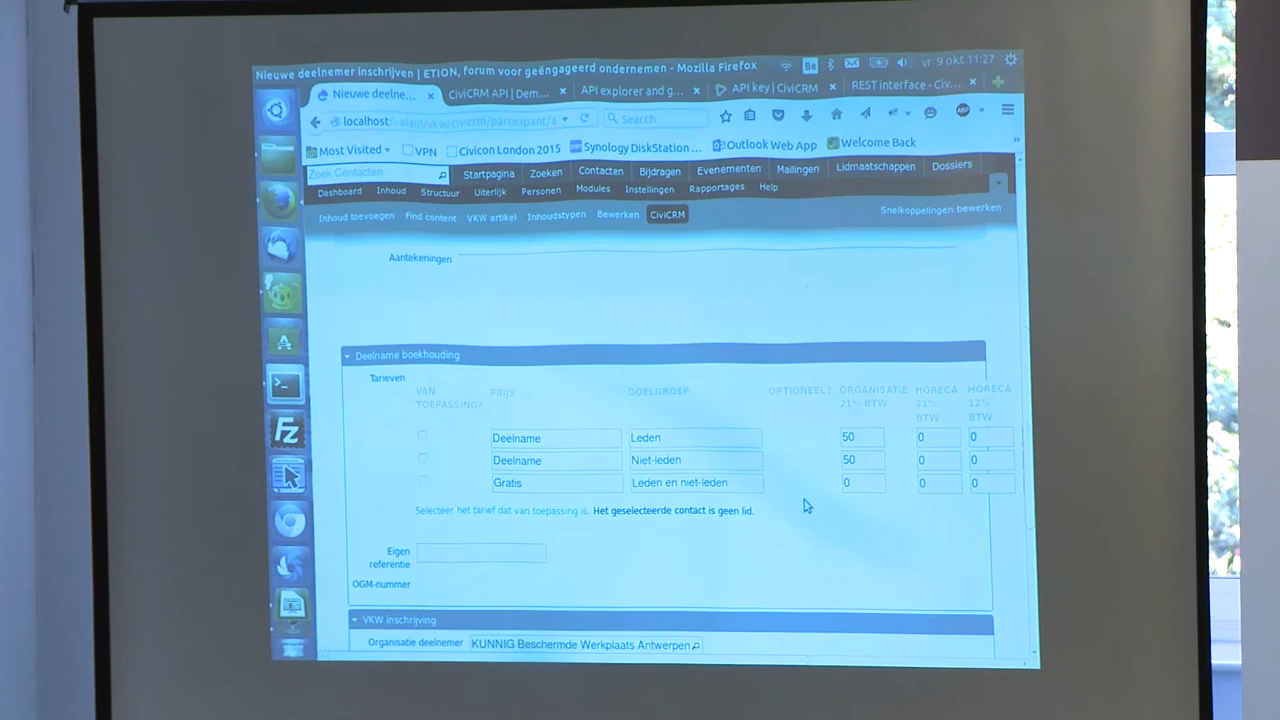 Nieuwe deelnemer inschrijven | ETION, forum voor geëngageerd ondernemen - Mozilla Firefox
Be
vr 9 okt 11:27
Nieuwe deelne... ×
CiviCRM API | Dem... ×
API explorer and g... ×
API key | CiviCRM ×
REST interface - Civ... ×
localhost/~alain/vkw/civicrm/participant/a
Search
ABP
Most Visited
VPN
Civicon London 2015
Synology DiskStation ...
Outlook Web App
Welcome Back
»
Zoek Contacten
Startpagina
Zoeken
Contacten
Bijdragen
Evenementen
Mailingen
Lidmaatschappen
Dossiers
Dashboard
Inhoud
Structuur
Uiterlijk
Personen
Modules
Instellingen
Rapportages
Help
Inhoud toevoegen
Find content
VKW artikel
Inhoudstypen
Bewerken
CiviCRM
Snelkoppelingen bewerken
Aantekeningen
Deelname boekhouding
Tarieven
VAN TOEPASSING?
PRIJS
DOELGROEP
OPTIONEEL?
ORGANISATIE 21% BTW
HORECA 21% BTW
HORECA 12% BTW
Deelname Leden 50 0 0
Deelname Niet-leden 50 0 0
Gratis Leden en niet-leden 0 0 0
Selecteer het tarief dat van toepassing is. Het geselecteerde contact is geen lid.
Eigen
referentie
OGM-nummer
VKW inschrijving
Organisatie deelnemer KUNNIG Beschermde Werkplaats Antwerpen
Fz
A
>_